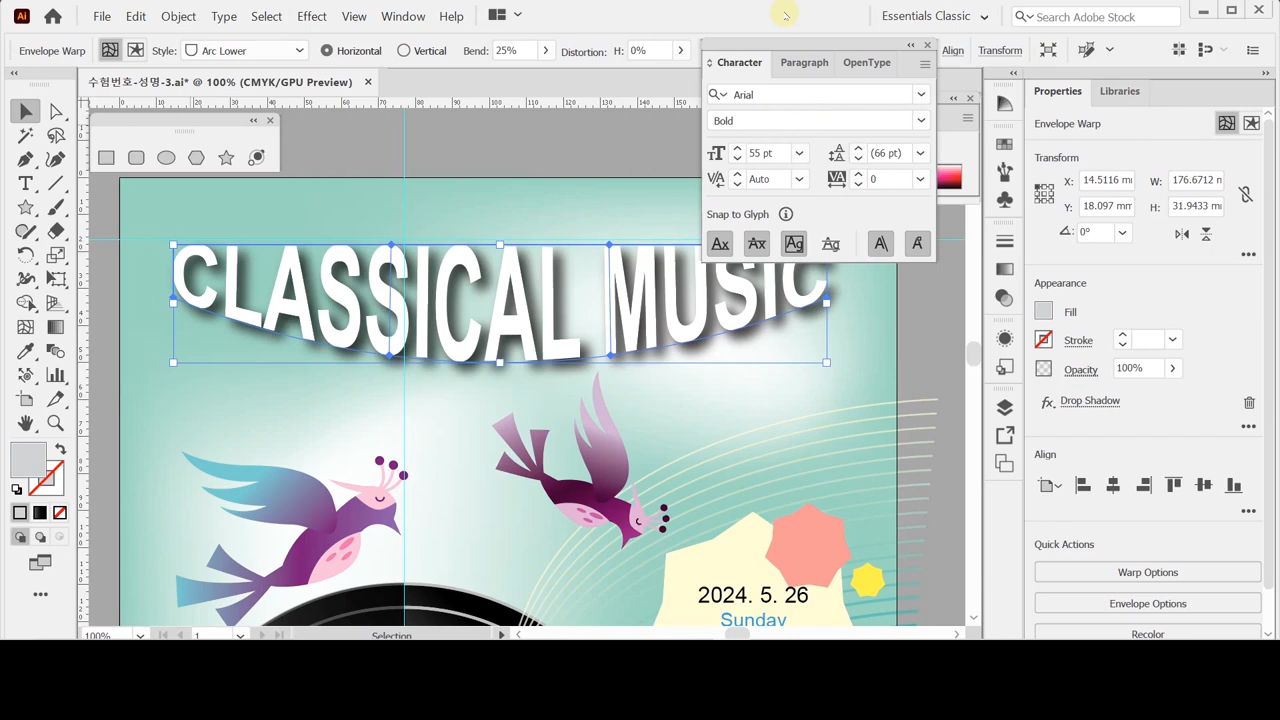 Ai File Edit Object Type Select Effect View Window Help Essentials Classic Search Adobe Stock
Envelope Warp Style: Arc Lower Horizontal Vertical Bend: 25% Distortion: H: 0% Align Transform
수험번호-성명-3.ai* @ 100% (CMYK/GPU Preview)
Character Paragraph OpenType
Arial
Bold
55 pt (66 pt)
Auto 0
Snap to Glyph
Properties Libraries
Envelope Warp
Transform
X: 14.5116 mm W: 176.6712 m
Y: 18.097 mm H: 31.9433 mm
0°
Appearance
Fill
Stroke
Opacity 100%
fx Drop Shadow
Align
Quick Actions
Warp Options
Envelope Options
Recolor
CLASSICAL MUSIC
2024. 5. 26
Sunday
100% 1 Selection